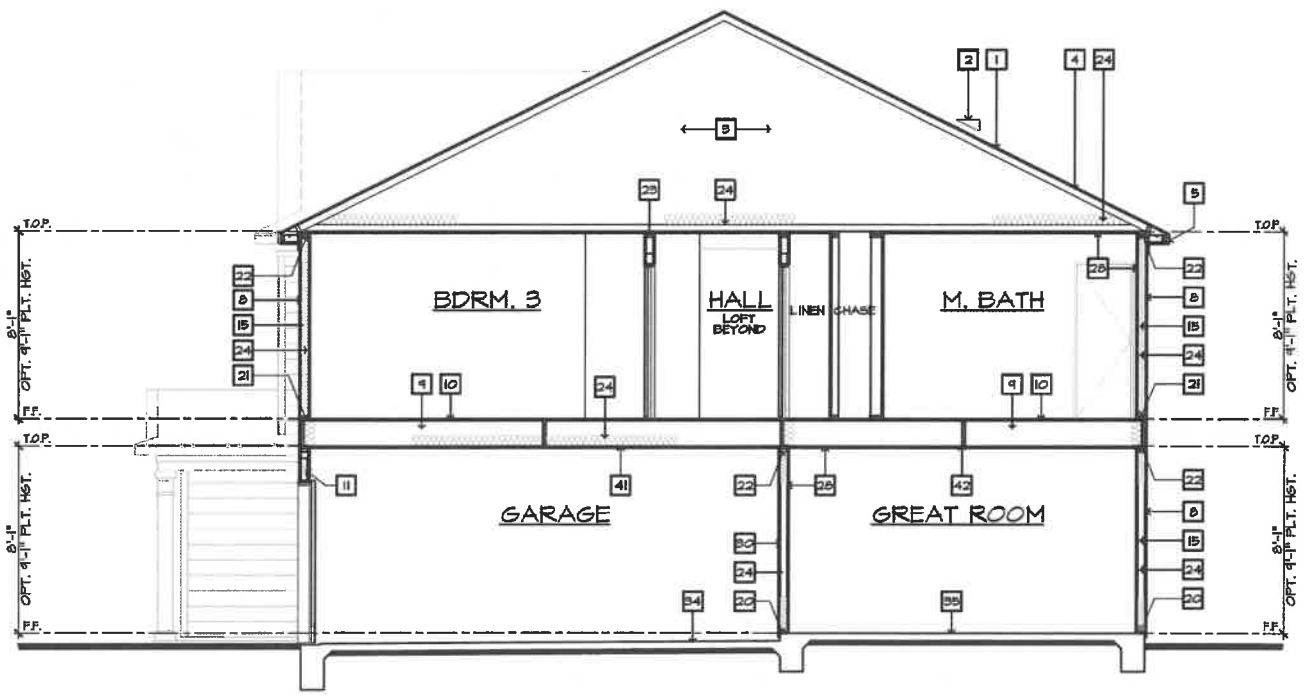 2
1
4
24
3
23
24
5
T.O.P.
T.O.P.
22
8
15
24
21
BDRM. 3
HALL
LOFT
BEYOND
LINEN
CHASE
M. BATH
28
22
8
15
24
21
8'-1"
OPT. 9'-1" PLT. HGT.
8'-1"
OPT. 9'-1" PLT. HGT.
9
10
24
9
10
F.F.
F.F.
T.O.P.
T.O.P.
11
41
22
28
42
22
GARAGE
GREAT ROOM
8
15
24
20
30
24
20
8'-1"
OPT. 9'-1" PLT. HGT.
8'-1"
OPT. 9'-1" PLT. HGT.
34
35
F.F.
F.F.